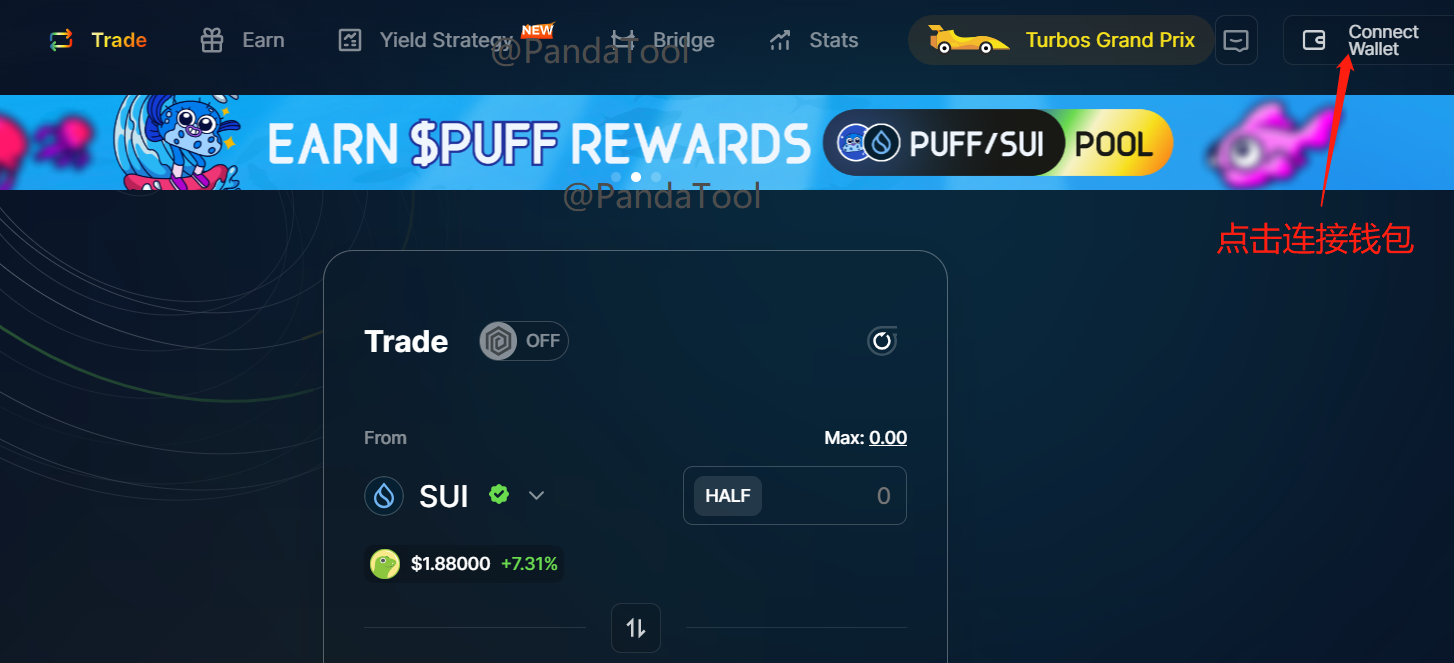 Trade
Earn
Yield Strategy
NEW
Bridge
Stats
Turbos Grand Prix
Connect
Wallet
@PandaTool
EARN $PUFF REWARDS
PUFF/SUI
POOL
@PandaTool
点击连接钱包
Trade
OFF
From
Max: 0.00
SUI
HALF
0
$1.88000 +7.31%